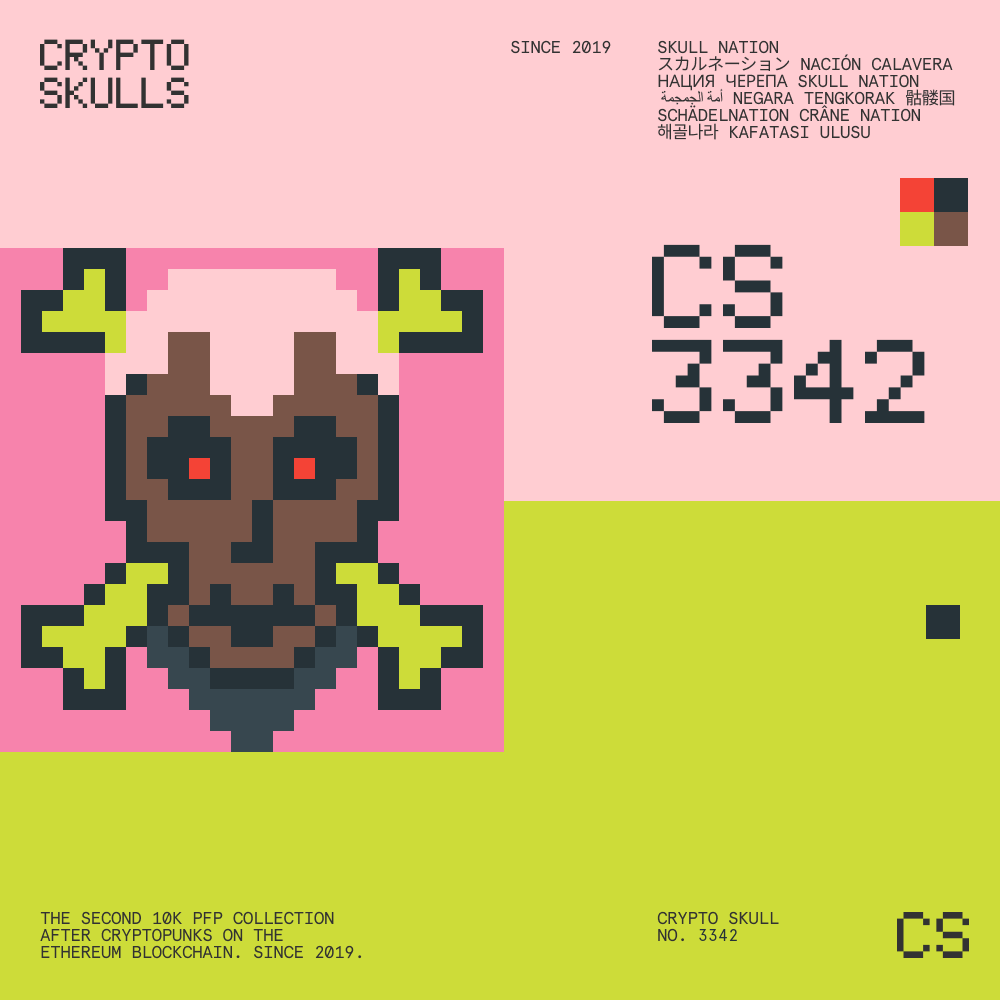 CRYPTO
SKULLS
SINCE 2019
SKULL NATION
スカルネーション NACIÓN CALAVERA
НАЦИЯ ЧЕРЕПА SKULL NATION
أمة الجمجمة NEGARA TENGKORAK 骷髅国
SCHÄDELNATION CRÂNE NATION
해골나라 KAFATASI ULUSU
CS
3342
THE SECOND 10K PFP COLLECTION
AFTER CRYPTOPUNKS ON THE
ETHEREUM BLOCKCHAIN. SINCE 2019.
CRYPTO SKULL
NO. 3342
CS